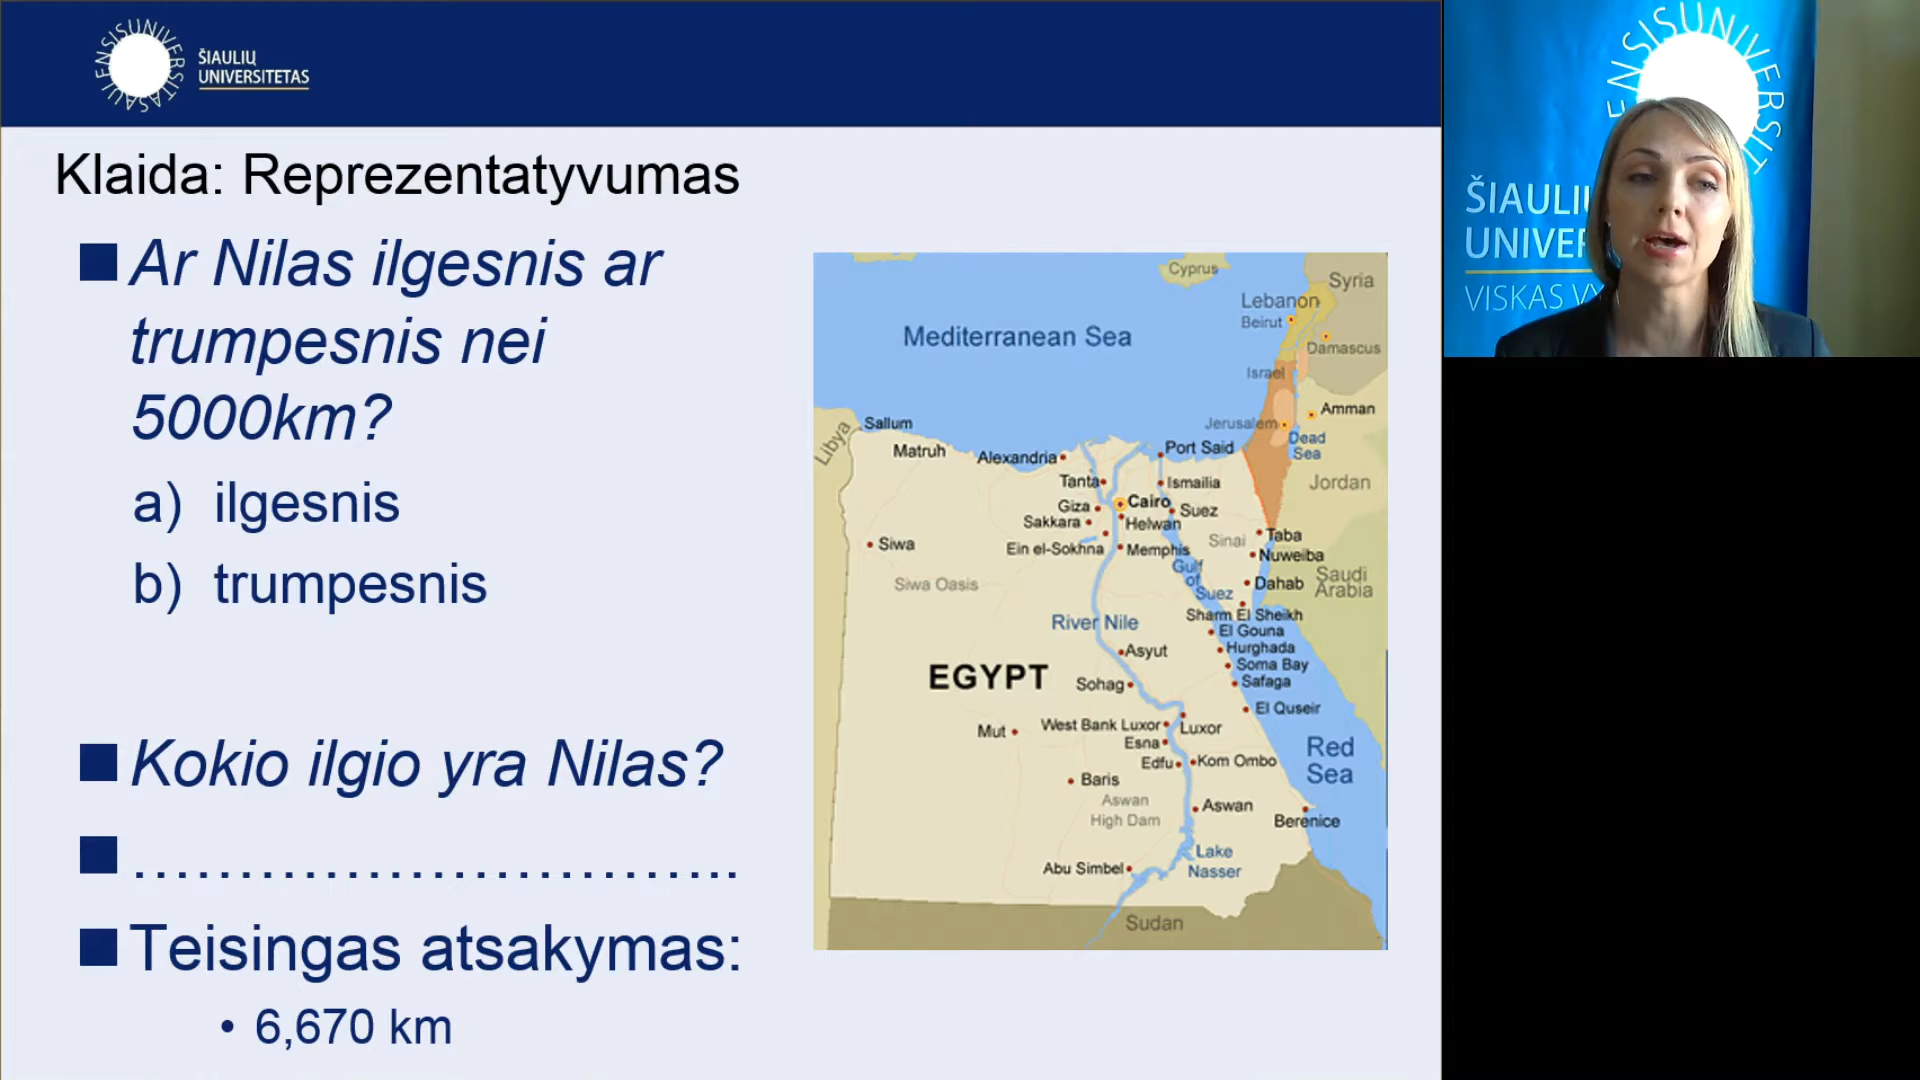 ŠIAULIŲ
UNIVERSITETAS
Klaida: Reprezentatyvumas
Ar Nilas ilgesnis ar
trumpesnis nei
5000km?
a) ilgesnis
b) trumpesnis
Kokio ilgio yra Nilas?
………………………………..
Teisingas atsakymas:
• 6,670 km
Cyprus
Syria
Lebanon
Beirut
Mediterranean Sea
Damascus
Israel
Amman
Sallum
Jerusalem
Libya
Dead
Sea
Matruh
Alexandria
Port Said
Tanta
Ismailia
Jordan
Cairo
Giza
Suez
Sakkara
Helwan
Siwa
Ein el-Sokhna
Memphis
Sinai
Taba
Nuweiba
Gulf
of
Suez
Siwa Oasis
Dahab
Saudi
Arabia
Sharm El Sheikh
River Nile
El Gouna
Asyut
Hurghada
Soma Bay
EGYPT
Sohag
Safaga
El Quseir
Mut
West Bank Luxor
Luxor
Esna
Edfu
Kom Ombo
Red
Sea
Baris
Aswan
High Dam
Aswan
Berenice
Lake
Nasser
Abu Simbel
Sudan
ENSISUNIVERSIT
ŠIAULIŲ
UNIVE
VISKAS